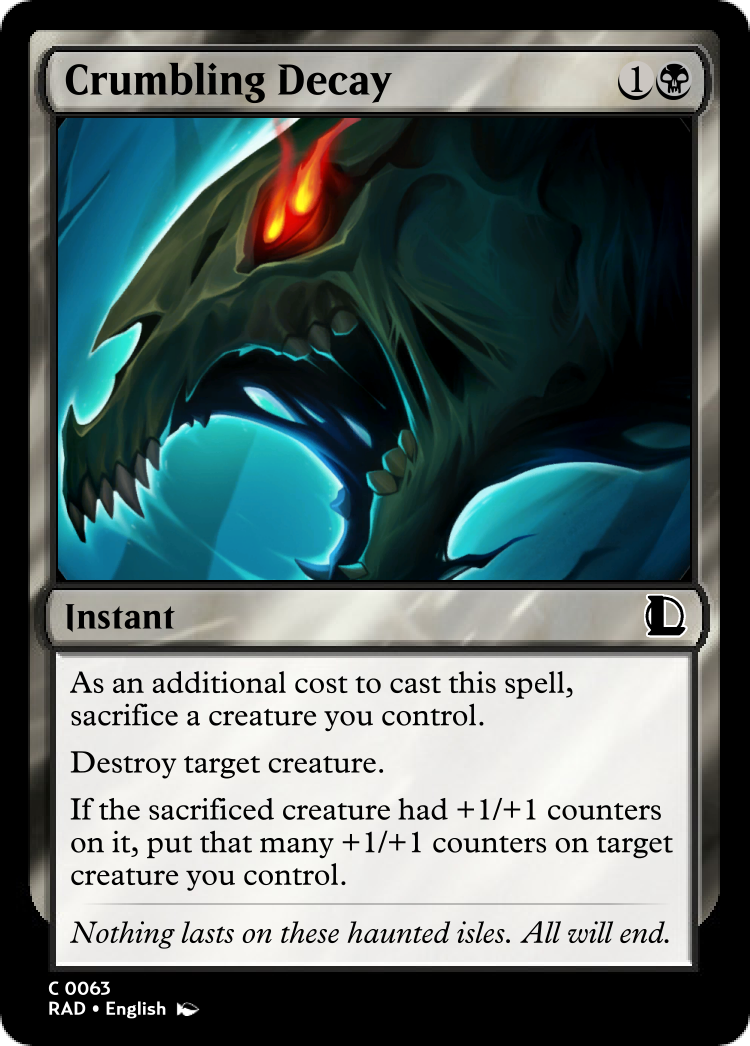 Crumbling Decay 1
Instant
As an additional cost to cast this spell,
sacrifice a creature you control.
Destroy target creature.
If the sacrificed creature had +1/+1 counters
on it, put that many +1/+1 counters on target
creature you control.
Nothing lasts on these haunted isles. All will end.
C 0063
RAD • English